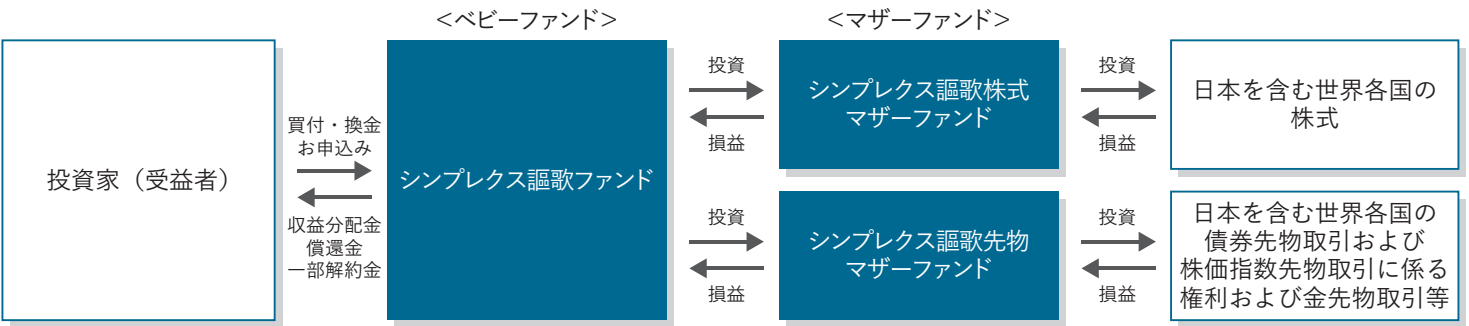 ＜ベビーファンド＞
＜マザーファンド＞
投資家（受益者）
買付・換金
お申込み
収益分配金
償還金
一部解約金
シンプレクス謳歌ファンド
投資
損益
シンプレクス謳歌株式
マザーファンド
投資
損益
日本を含む世界各国の
株式
投資
損益
シンプレクス謳歌先物
マザーファンド
投資
損益
日本を含む世界各国の
債券先物取引および
株価指数先物取引に係る
権利および金先物取引等